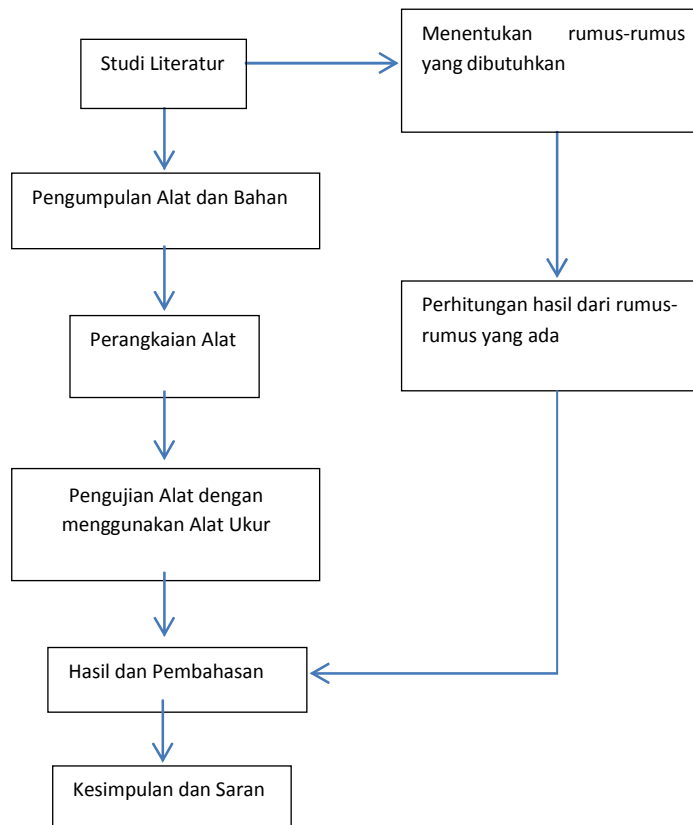 Studi Literatur
Menentukan rumus-rumus
yang dibutuhkan
Pengumpulan Alat dan Bahan
Perangkaian Alat
Perhitungan hasil dari rumus-
rumus yang ada
Pengujian Alat dengan
menggunakan Alat Ukur
Hasil dan Pembahasan
Kesimpulan dan Saran